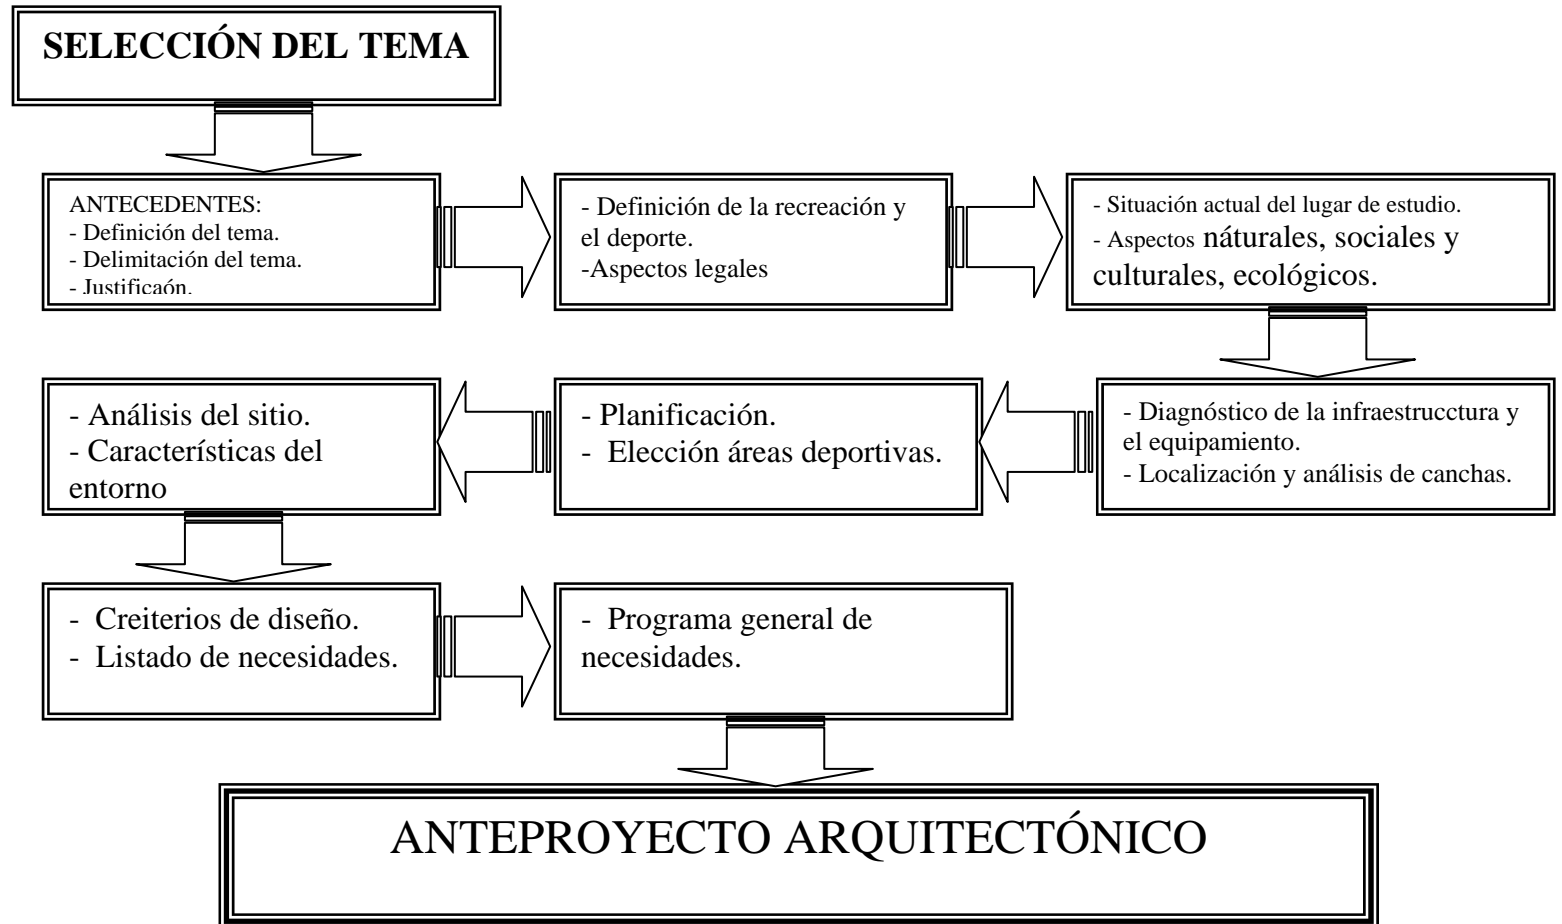 SELECCIÓN DEL TEMA
ANTECEDENTES:
- Definición del tema.
- Delimitación del tema.
- Justificaón.
- Definición de la recreación y
el deporte.
-Aspectos legales
- Situación actual del lugar de estudio.
- Aspectos náturales, sociales y
culturales, ecológicos.
- Diagnóstico de la infraestrucctura y
el equipamiento.
- Localización y análisis de canchas.
- Planificación.
- Elección áreas deportivas.
- Análisis del sitio.
- Características del
entorno
- Creiterios de diseño.
- Listado de necesidades.
- Programa general de
necesidades.
ANTEPROYECTO ARQUITECTÓNICO